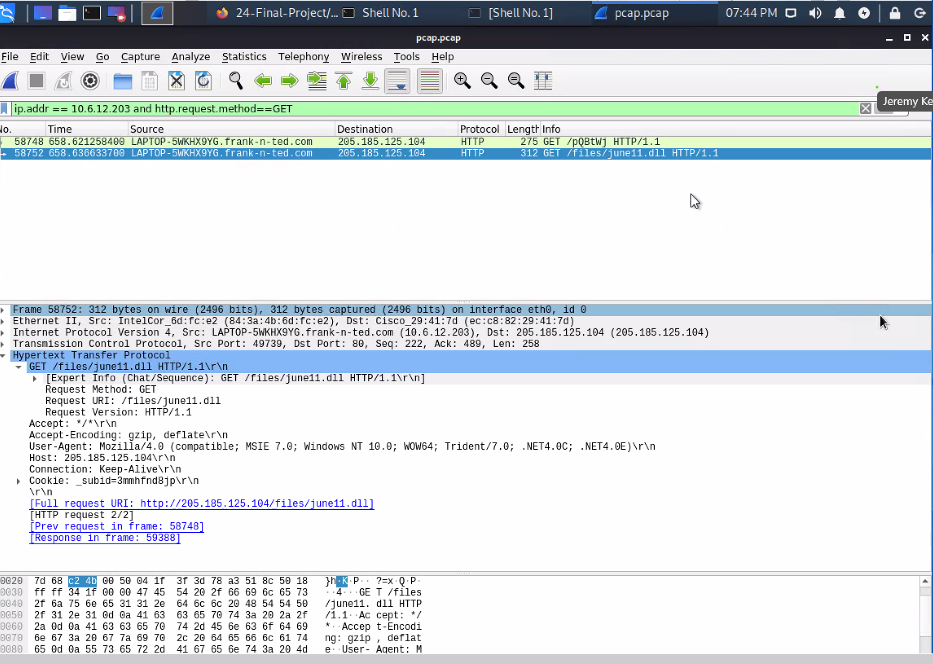 24-Final-Project/...
Shell No. 1
[Shell No. 1]
pcap.pcap
07:44 PM
pcap.pcap
File Edit View Go Capture Analyze Statistics Telephony Wireless Tools Help
ip.addr == 10.6.12.203 and http.request.method==GET
Jeremy Ke
No. Time Source Destination Protocol Length Info
58748 658.621258400 LAPTOP-5WKHX9YG.frank-n-ted.com 205.185.125.104 HTTP 275 GET /pQBtWj HTTP/1.1
58752 658.636633700 LAPTOP-5WKHX9YG.frank-n-ted.com 205.185.125.104 HTTP 312 GET /files/june11.dll HTTP/1.1
Frame 58752: 312 bytes on wire (2496 bits), 312 bytes captured (2496 bits) on interface eth0, id 0
Ethernet II, Src: IntelCor_6d:fc:e2 (84:3a:4b:6d:fc:e2), Dst: Cisco_29:41:7d (ec:c8:82:29:41:7d)
Internet Protocol Version 4, Src: LAPTOP-5WKHX9YG.frank-n-ted.com (10.6.12.203), Dst: 205.185.125.104 (205.185.125.104)
Transmission Control Protocol, Src Port: 49739, Dst Port: 80, Seq: 222, Ack: 489, Len: 258
Hypertext Transfer Protocol
GET /files/june11.dll HTTP/1.1\r\n
[Expert Info (Chat/Sequence): GET /files/june11.dll HTTP/1.1\r\n]
Request Method: GET
Request URI: /files/june11.dll
Request Version: HTTP/1.1
Accept: */*\r\n
Accept-Encoding: gzip, deflate\r\n
User-Agent: Mozilla/4.0 (compatible; MSIE 7.0; Windows NT 10.0; WOW64; Trident/7.0; .NET4.0C; .NET4.0E)\r\n
Host: 205.185.125.104\r\n
Connection: Keep-Alive\r\n
Cookie: _subid=3mmhfnd8jp\r\n
\r\n
[Full request URI: http://205.185.125.104/files/june11.dll]
[HTTP request 2/2]
[Prev request in frame: 58748]
[Response in frame: 59388]
0020 7d 68 c2 4b 00 50 04 1f 3f 3d 78 a3 51 8c 50 18 }h·K·P·· ?=x·Q·P·
0030 ff ff 34 1f 00 00 47 45 54 20 2f 66 69 6c 65 73 ··4···GE T /files
0040 2f 6a 75 6e 65 31 31 2e 64 6c 6c 20 48 54 54 50 /june11. dll HTTP
0050 2f 31 2e 31 0d 0a 41 63 63 65 70 74 3a 20 2a 2f /1.1··Ac cept: */
0060 2a 0d 0a 41 63 63 65 70 74 2d 45 6e 63 6f 64 69 *··Accep t-Encodi
0070 6e 67 3a 20 67 7a 69 70 2c 20 64 65 66 6c 61 74 ng: gzip , deflat
0080 65 0d 0a 55 73 65 72 2d 41 67 65 6e 74 3a 20 4d e··User- Agent: M